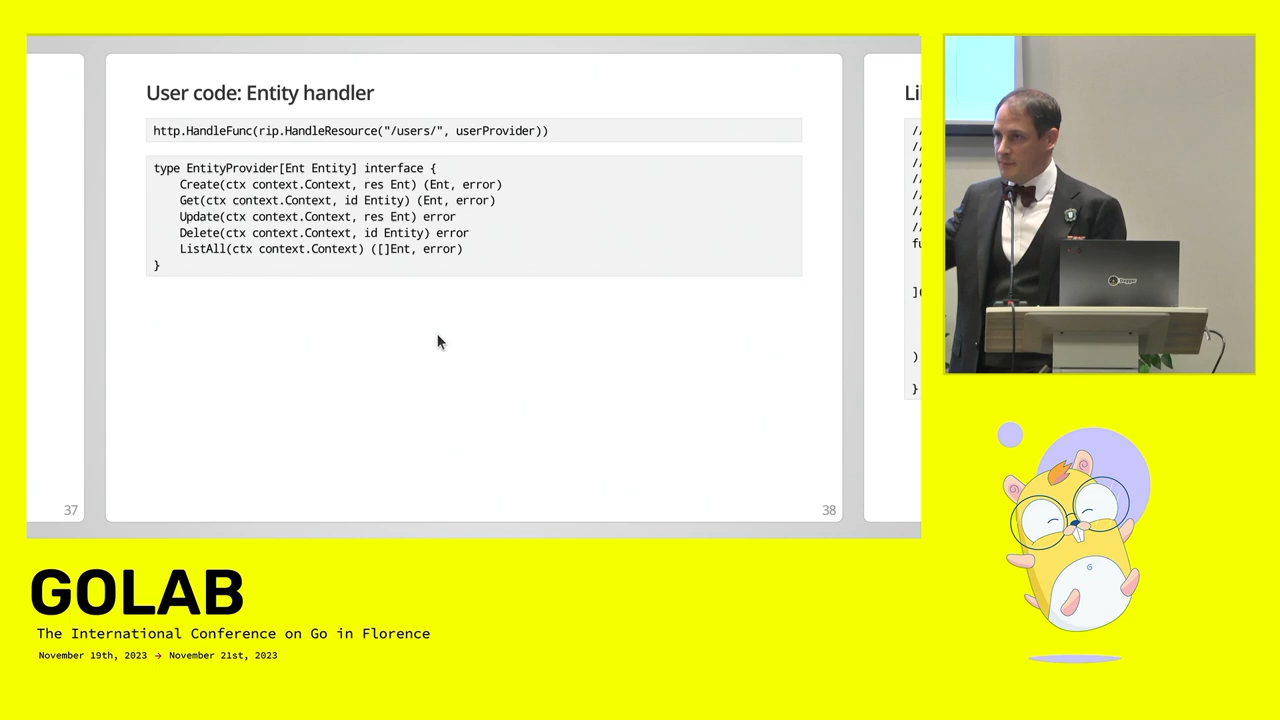 User code: Entity handler
http.HandleFunc(rip.HandleResource("/users/", userProvider))
type EntityProvider[Ent Entity] interface {
    Create(ctx context.Context, res Ent) (Ent, error)
    Get(ctx context.Context, id Entity) (Ent, error)
    Update(ctx context.Context, res Ent) error
    Delete(ctx context.Context, id Entity) error
    ListAll(ctx context.Context) ([]Ent, error)
}
37
38
//
//
//
//
//
//
//
fu
)
}
GOLAB
The International Conference on Go in Florence
November 19th, 2023 → November 21st, 2023